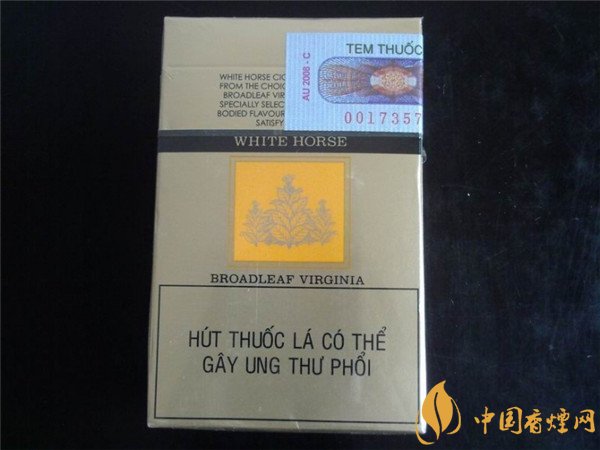 TEM THUỐC
AU 2008 - C
0017357
WHITE HORSE CIG
FROM THE CHOIC
BROADLEAF VIR
SPECIALLY SELEC
BODIED FLAVOUR
SATISFY
WHITE HORSE
BROADLEAF VIRGINIA
HÚT THUỐC LÁ CÓ THỂ
GÂY UNG THƯ PHỔI
中国香煙网